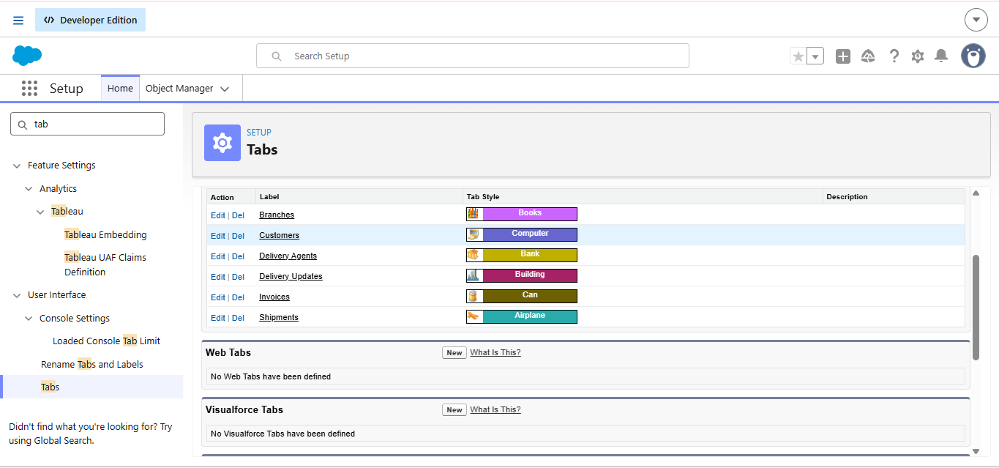 </> Developer Edition
Search Setup
Setup
Home
Object Manager
tab
Feature Settings
Analytics
Tableau
Tableau Embedding
Tableau UAF Claims
Definition
User Interface
Console Settings
Loaded Console Tab Limit
Rename Tabs and Labels
Tabs
Didn't find what you're looking for? Try
using Global Search.
SETUP
Tabs
Action Label Tab Style Description
Edit | Del Branches Books
Edit | Del Customers Computer
Edit | Del Delivery Agents Bank
Edit | Del Delivery Updates Building
Edit | Del Invoices Can
Edit | Del Shipments Airplane
Web Tabs New What Is This?
No Web Tabs have been defined
Visualforce Tabs New What Is This?
No Visualforce Tabs have been defined